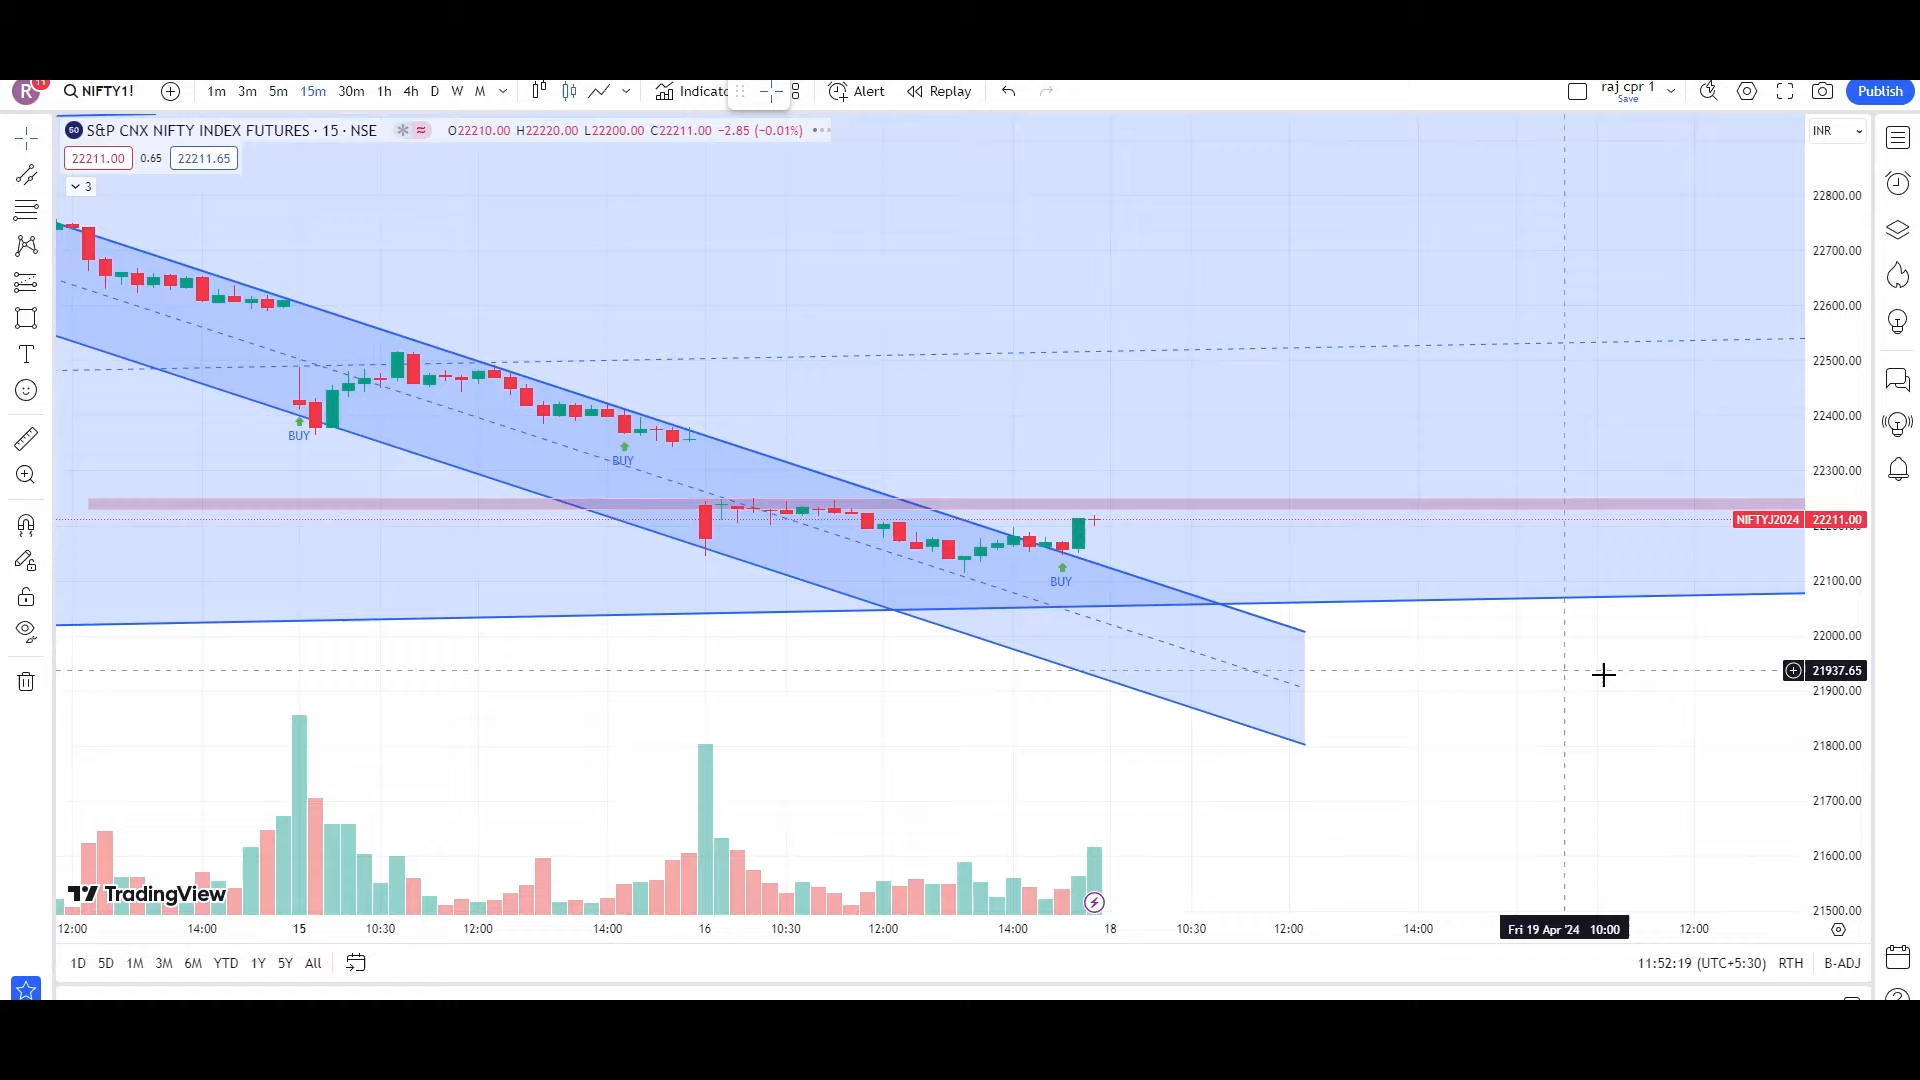 R 11 NIFTY1! 1m 3m 5m 15m 30m 1h 4h D W M Indicato Alert Replay raj cpr 1 Save Publish
50 S&P CNX NIFTY INDEX FUTURES · 15 · NSE O22210.00 H22220.00 L22200.00 C22211.00 −2.85 (−0.01%) INR
22211.00 0.65 22211.65
3
22800.00
22700.00
22600.00
22500.00
22400.00
BUY
BUY
22300.00
NIFTYJ2024 22211.00
BUY
22100.00
22000.00
21937.65
21900.00
21800.00
21700.00
21600.00
TradingView
21500.00
12:00 14:00 15 10:30 12:00 14:00 16 10:30 12:00 14:00 18 10:30 12:00 14:00 Fri 19 Apr '24 10:00 12:00
1D 5D 1M 3M 6M YTD 1Y 5Y All 11:52:19 (UTC+5:30) RTH B-ADJ